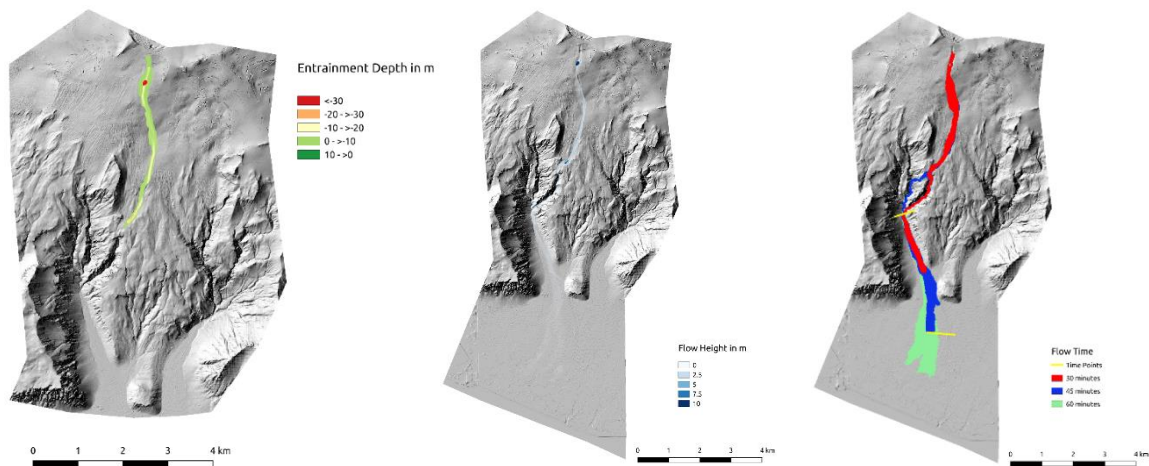 Entrainment Depth in m
<-30
-20 - >-30
-10 - >-20
0 - >-10
10 - >0
0 1 2 3 4 km
Flow Height in m
0
2.5
5
7.5
10
0 1 2 3 4 km
Flow Time
Time Points
30 minutes
45 minutes
60 minutes
0 1 2 3 4 km